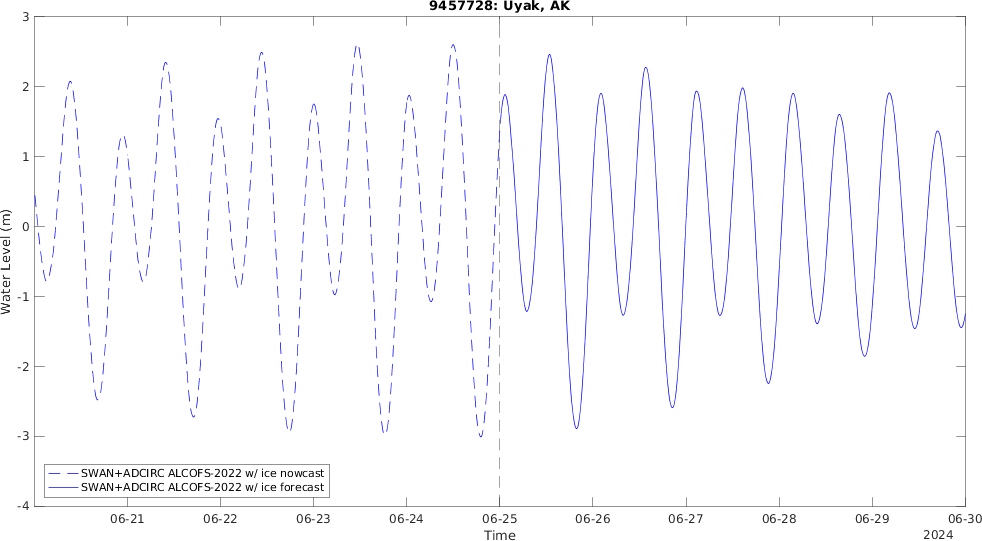 9457728: Uyak, AK
3
2
1
0
-1
-2
-3
-4
Water Level (m)
SWAN+ADCIRC ALCOFS-2022 w/ ice nowcast
SWAN+ADCIRC ALCOFS-2022 w/ ice forecast
06-21 06-22 06-23 06-24 06-25 06-26 06-27 06-28 06-29 06-30
Time
2024